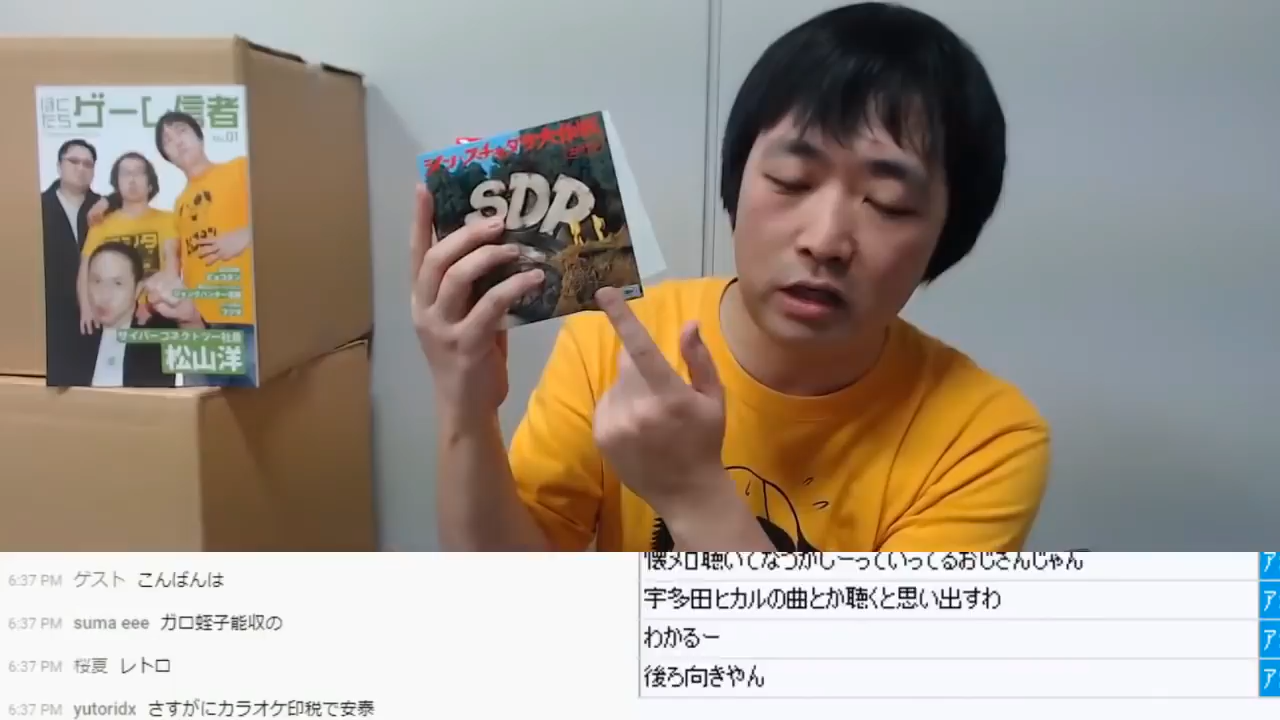 はに
たち
ゲーム信者
No.01
サイバーコネクトツー社長
松山洋
SDR
6:37 PM ゲスト こんばんは
6:37 PM suma eee ガロ蛭子能収の
6:37 PM 桜夏 レトロ
6:37 PM yutoridx さすがにカラオケ印税で安泰
懐メロ聴いてなつかしーっていってるおじさんじゃん
宇多田ヒカルの曲とか聴くと思い出すわ
わかるー
後ろ向きやん